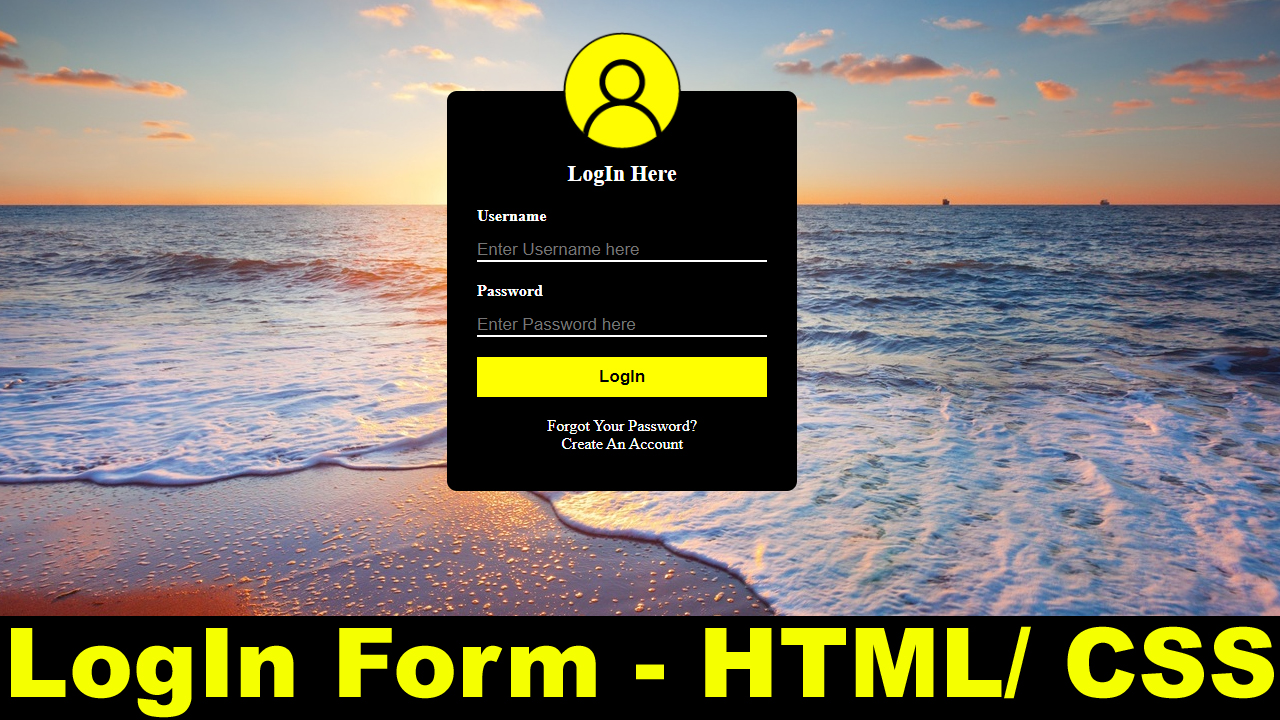 LogIn Here
Username
Enter Username here
Password
Enter Password here
LogIn
Forgot Your Password?
Create An Account
LogIn Form - HTML/ CSS